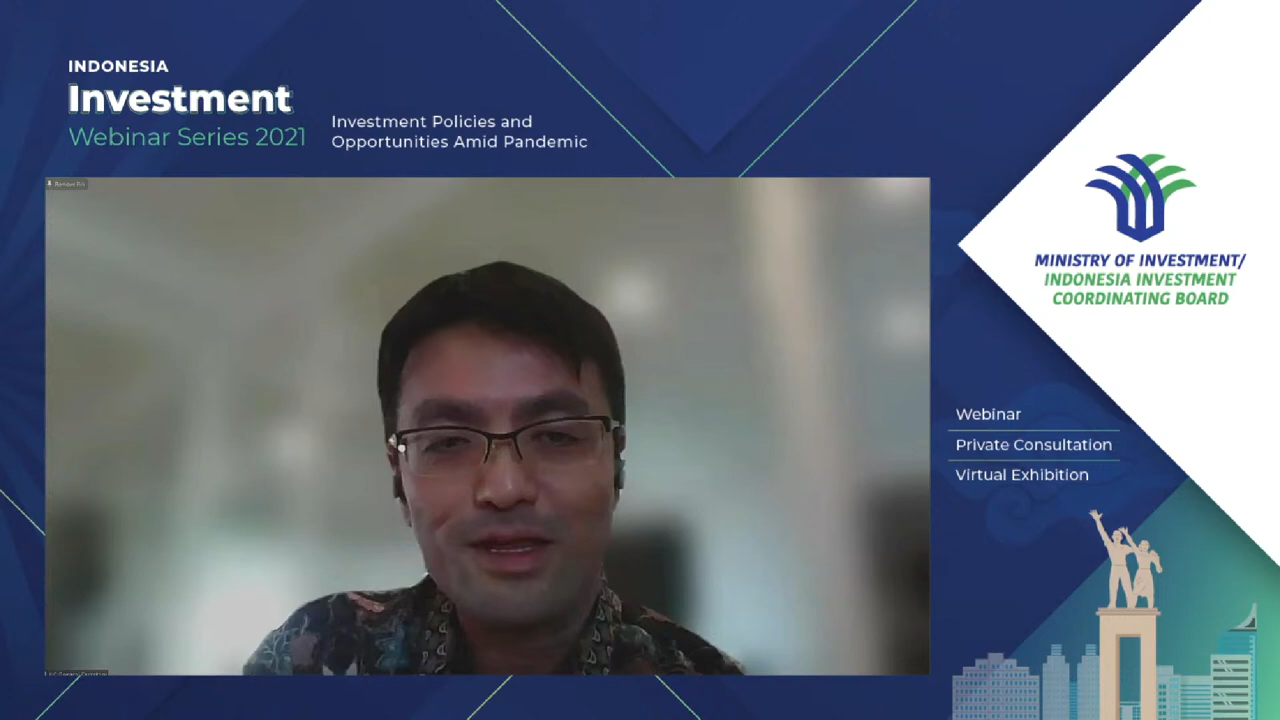 INDONESIA
Investment
Webinar Series 2021
Investment Policies and
Opportunities Amid Pandemic
MINISTRY OF INVESTMENT/
INDONESIA INVESTMENT
COORDINATING BOARD
Webinar
Private Consultation
Virtual Exhibition